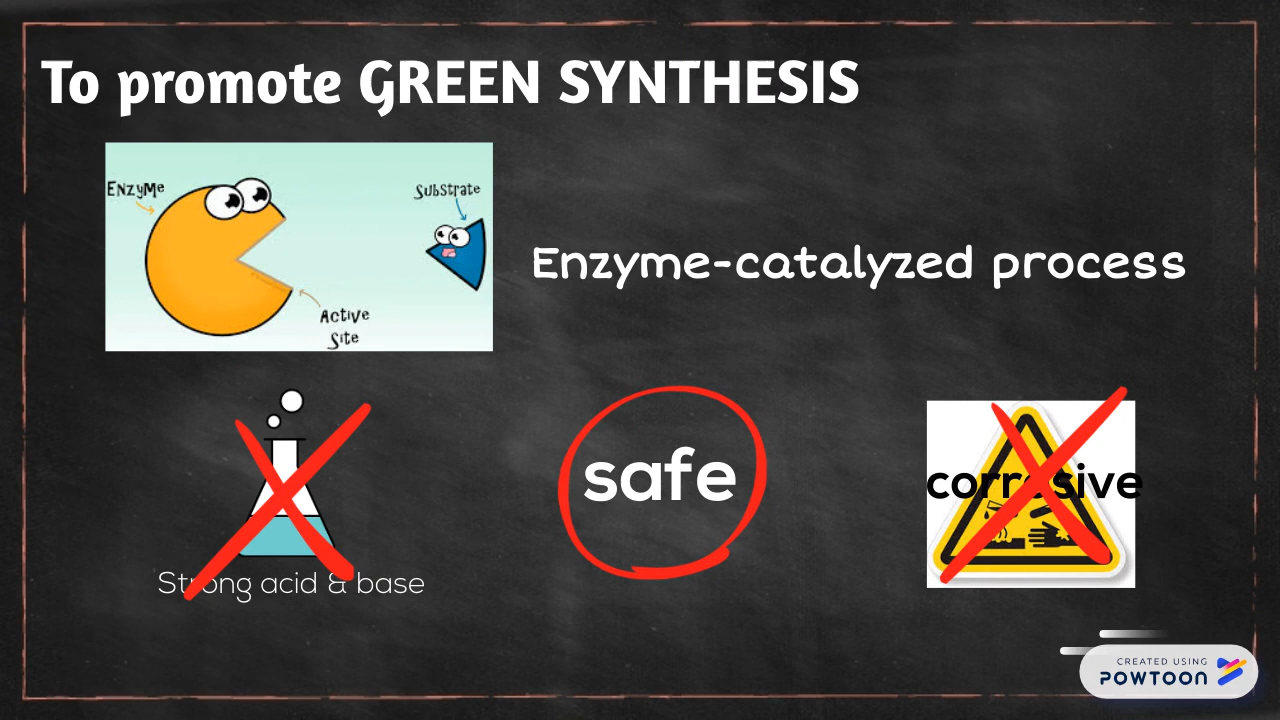 To promote GREEN SYNTHESIS
Enzyme
Substrate
Active
Site
Enzyme-catalyzed process
safe
corrosive
Strong acid & base
CREATED USING
POWTOON